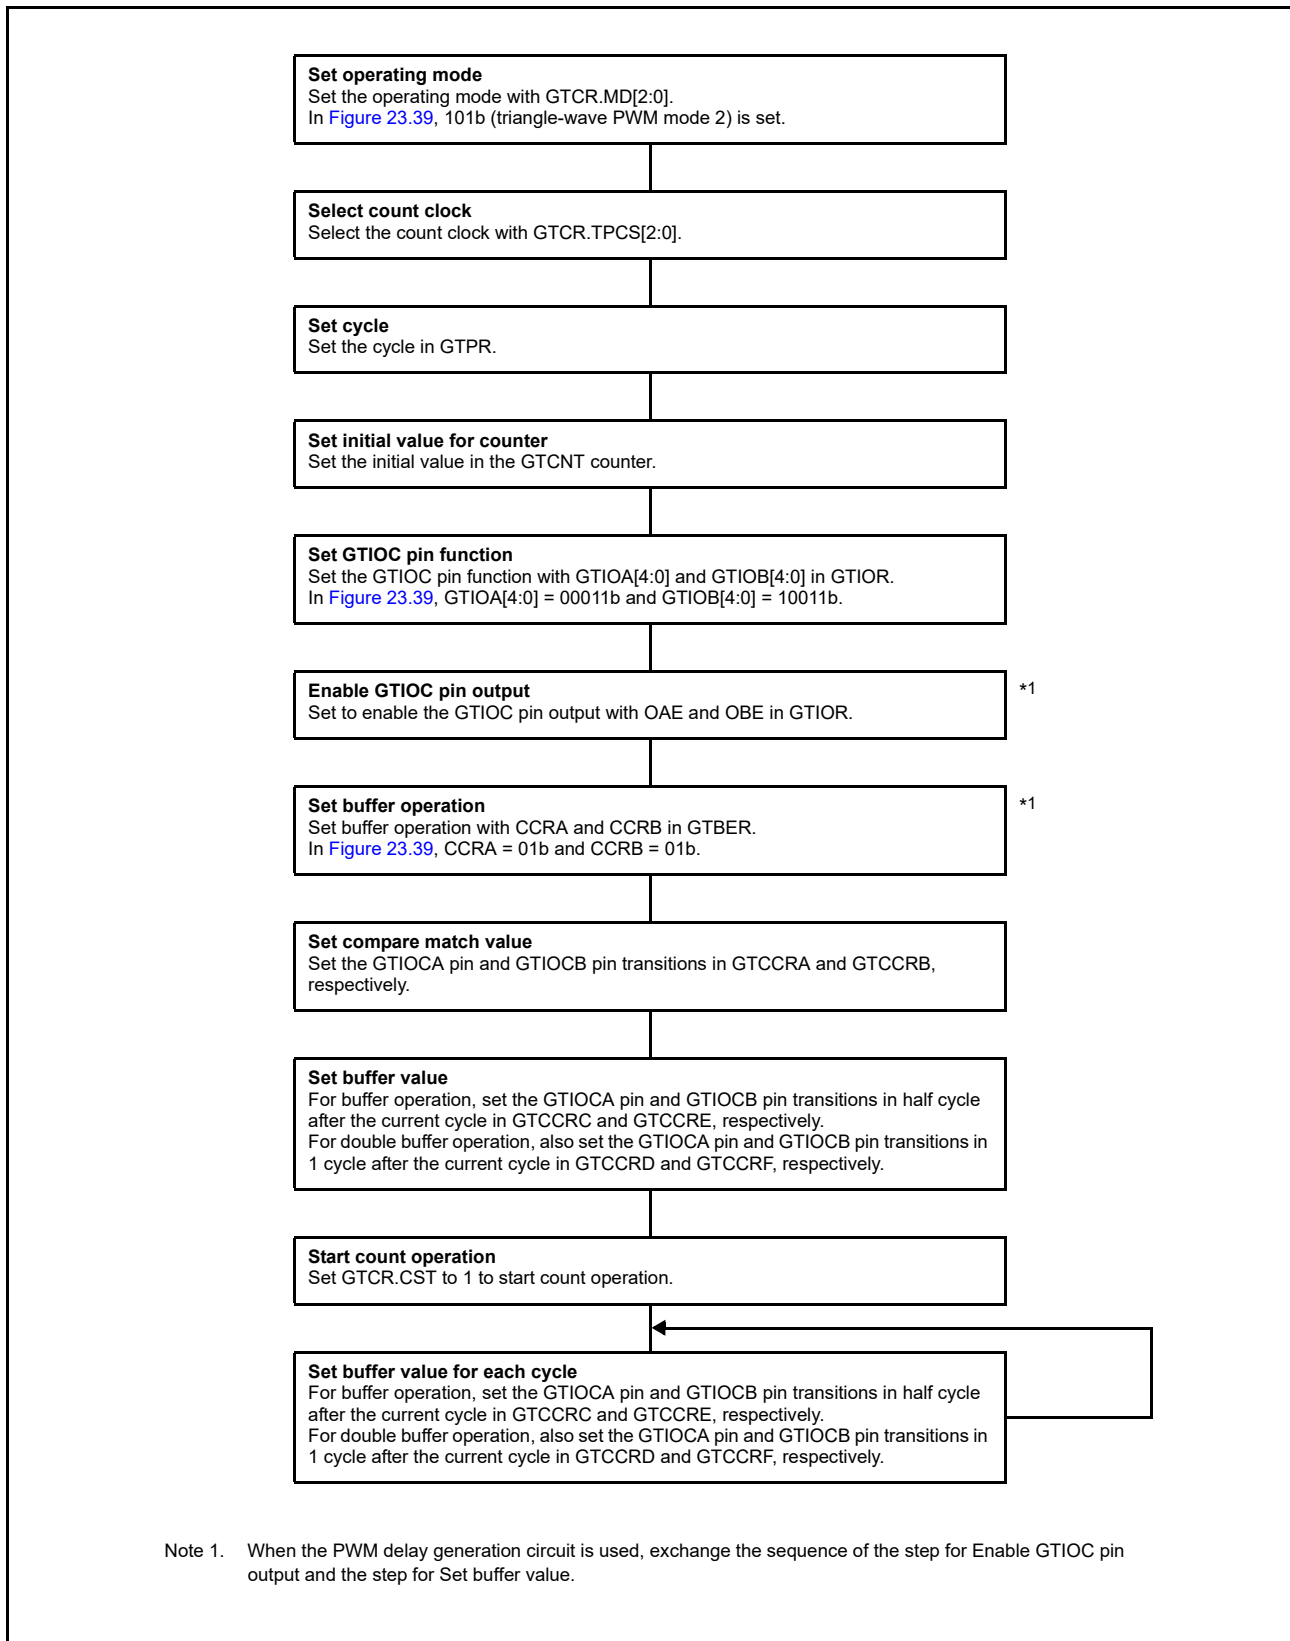 Set operating mode
Set the operating mode with GTCR.MD[2:0].
In Figure 23.39, 101b (triangle-wave PWM mode 2) is set.
Select count clock
Select the count clock with GTCR.TPCS[2:0].
Set cycle
Set the cycle in GTPR.
Set initial value for counter
Set the initial value in the GTCNT counter.
Set GTIOC pin function
Set the GTIOC pin function with GTIOA[4:0] and GTIOB[4:0] in GTIOR.
In Figure 23.39, GTIOA[4:0] = 00011b and GTIOB[4:0] = 10011b.
Enable GTIOC pin output
*1
Set to enable the GTIOC pin output with OAE and OBE in GTIOR.
Set buffer operation
*1
Set buffer operation with CCRA and CCRB in GTBER.
In Figure 23.39, CCRA = 01b and CCRB = 01b.
Set compare match value
Set the GTIOCA pin and GTIOCB pin transitions in GTCCRA and GTCCRB,
respectively.
Set buffer value
For buffer operation, set the GTIOCA pin and GTIOCB pin transitions in half cycle
after the current cycle in GTCCRC and GTCCRE, respectively.
For double buffer operation, also set the GTIOCA pin and GTIOCB pin transitions in
1 cycle after the current cycle in GTCCRD and GTCCRF, respectively.
Start count operation
Set GTCR.CST to 1 to start count operation.
Set buffer value for each cycle
For buffer operation, set the GTIOCA pin and GTIOCB pin transitions in half cycle
after the current cycle in GTCCRC and GTCCRE, respectively.
For double buffer operation, also set the GTIOCA pin and GTIOCB pin transitions in
1 cycle after the current cycle in GTCCRD and GTCCRF, respectively.
Note 1. When the PWM delay generation circuit is used, exchange the sequence of the step for Enable GTIOC pin
output and the step for Set buffer value.